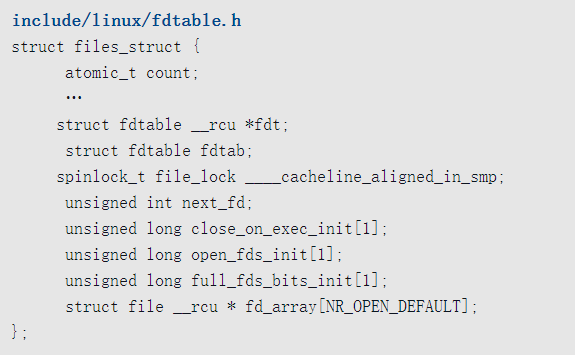 include/linux/fdtable.h
struct files_struct {
atomic_t count;
…
struct fdtable __rcu *fdt;
struct fdtable fdtab;
spinlock_t file_lock ____cacheline_aligned_in_smp;
unsigned int next_fd;
unsigned long close_on_exec_init[1];
unsigned long open_fds_init[1];
unsigned long full_fds_bits_init[1];
struct file __rcu * fd_array[NR_OPEN_DEFAULT];
};